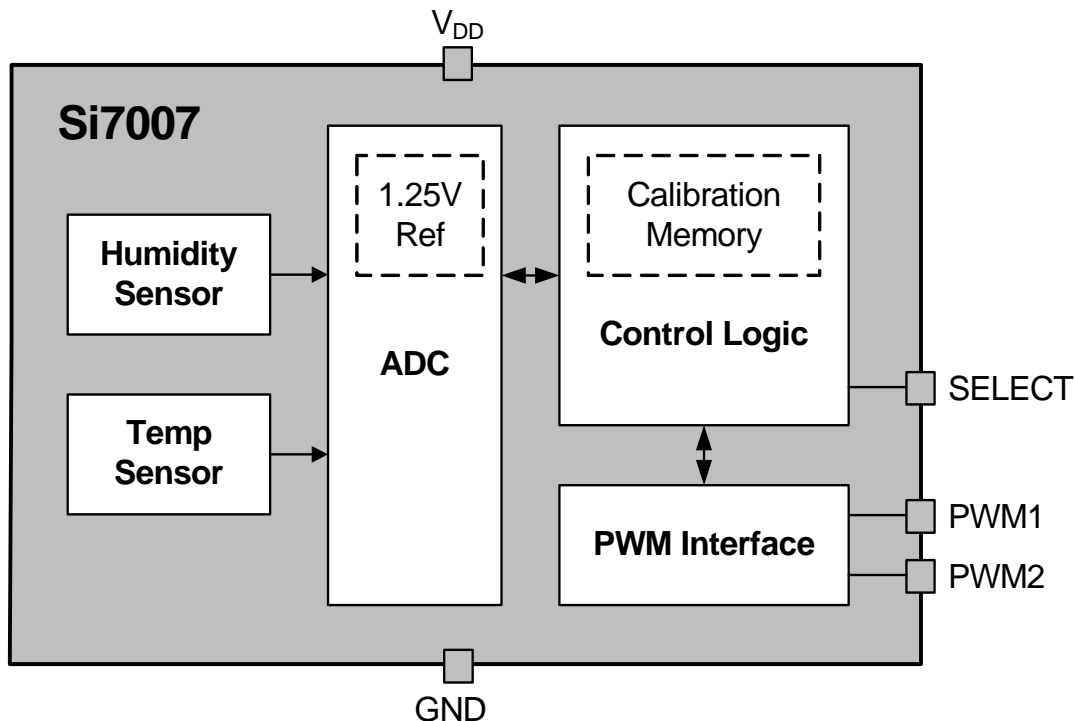 VDD
Si7007
1.25V
Ref
Calibration
Memory
Humidity
Sensor
Control Logic
ADC
SELECT
Temp
Sensor
PWM1
PWM Interface
PWM2
GND